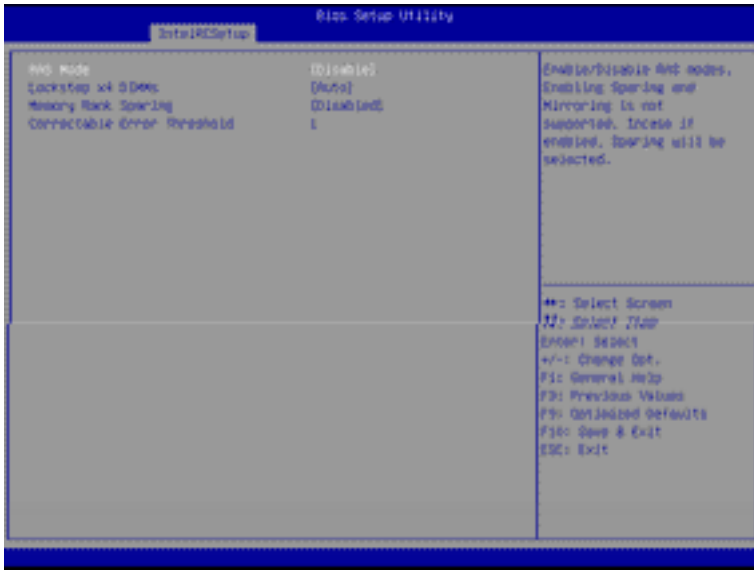 Bios Setup Utility
IntelRCSetup
RAS Mode [Disable]
Lockstep x4 DIMMs [Auto]
Memory Rank Sparing [Disabled]
Correctable Error Threshold 1
Enable/Disable RAS modes.
Enabling Sparing and
Mirroring is not
supported. Incase if
enabled, Sparing will be
selected.
: Select Screen
: Select Item
Enter: Select
+/-: Change Opt.
F1: General Help
Previous Values
F9: Optimized Defaults
F10: Save & Exit
ESC: Exit